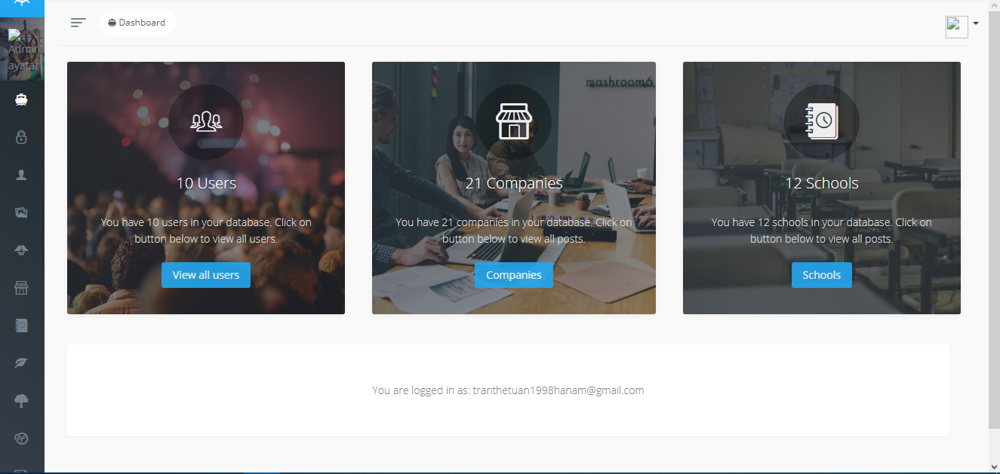 Dashboard
Admin
avatar
mashroom6
10 Users
You have 10 users in your database. Click on
button below to view all users.
View all users
21 Companies
You have 21 companies in your database. Click on
button below to view all posts.
Companies
12 Schools
You have 12 schools in your database. Click on
button below to view all posts.
Schools
You are logged in as: tranthetuan1998hanam@gmail.com